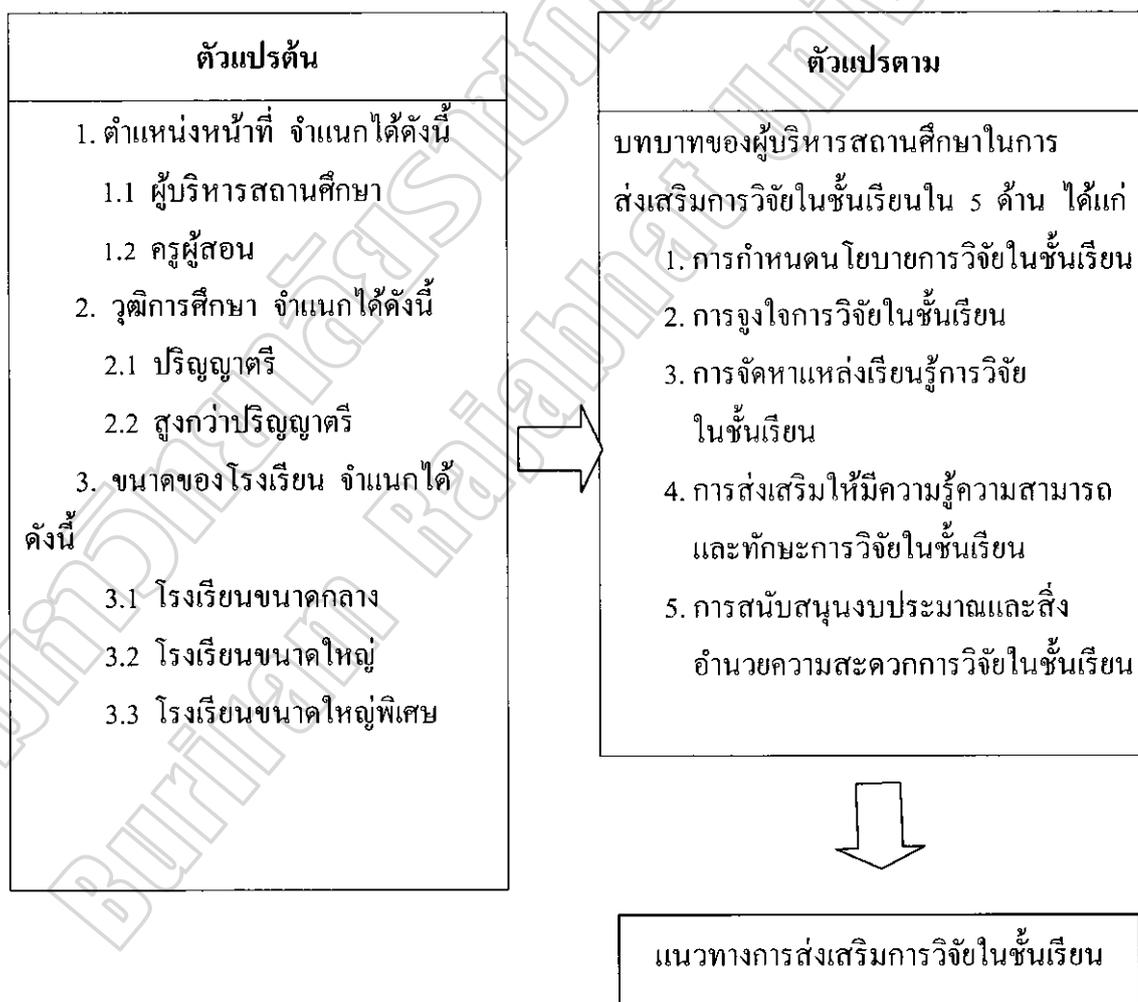 ตัวแปรต้น
1. ตำแหน่งหน้าที่ จำแนกได้ดังนี้
1.1 ผู้บริหารสถานศึกษา
1.2 ครูผู้สอน
2. วุฒิการศึกษา จำแนกได้ดังนี้
2.1 ปริญญาตรี
2.2 สูงกว่าปริญญาตรี
3. ขนาดของโรงเรียน จำแนกได้
ดังนี้
3.1 โรงเรียนขนาดกลาง
3.2 โรงเรียนขนาดใหญ่
3.3 โรงเรียนขนาดใหญ่พิเศษ
ตัวแปรตาม
บทบาทของผู้บริหารสถานศึกษาในการ
ส่งเสริมการวิจัยในชั้นเรียนใน 5 ด้าน ได้แก่
1. การกำหนดนโยบายการวิจัยในชั้นเรียน
2. การจูงใจการวิจัยในชั้นเรียน
3. การจัดหาแหล่งเรียนรู้การวิจัย
ในชั้นเรียน
4. การส่งเสริมให้มีความรู้ความสามารถ
และทักษะการวิจัยในชั้นเรียน
5. การสนับสนุนงบประมาณและสิ่ง
อำนวยความสะดวกการวิจัยในชั้นเรียน
แนวทางการส่งเสริมการวิจัยในชั้นเรียน
Buriram Rajabhat